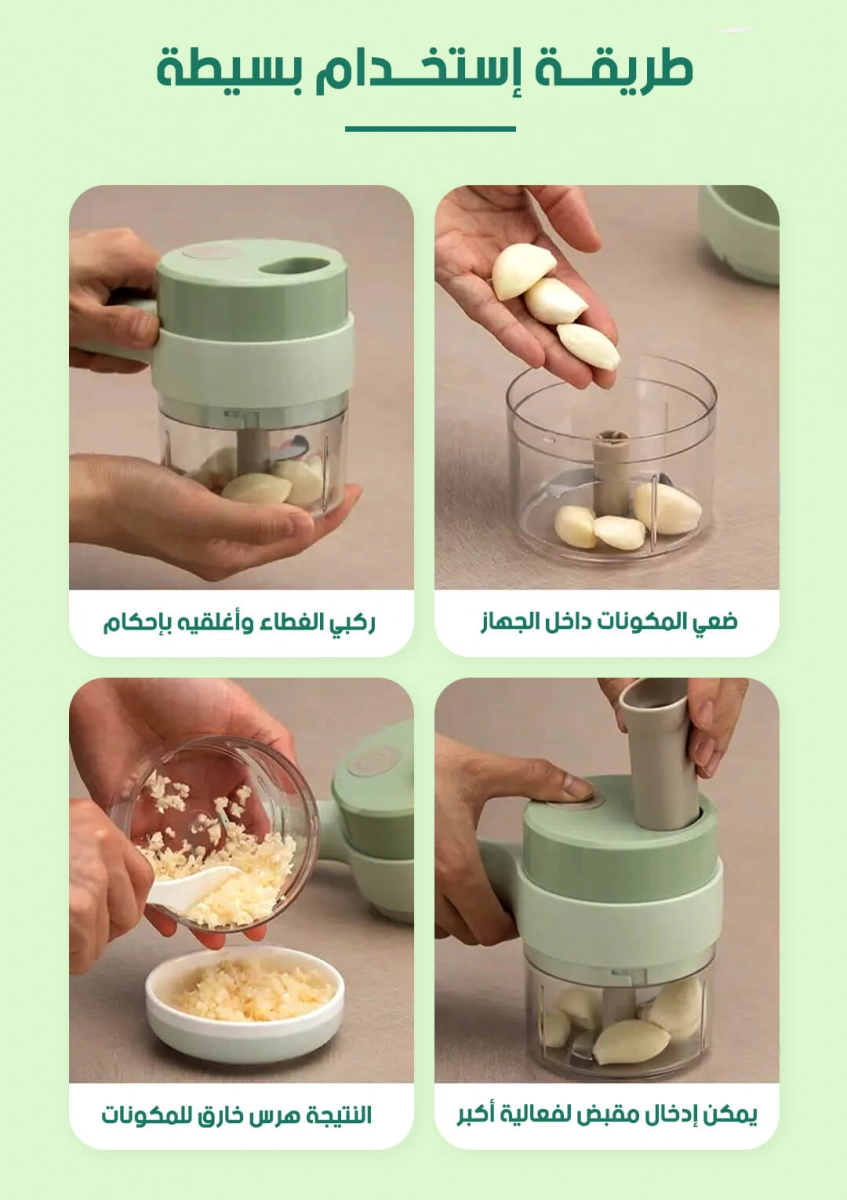 طريقــة إستخــدام بسيطة
ضعي المكونات داخل الجهاز
ركبي الغطاء وأغلقيه بإحكام
يمكن إدخال مقبض لفعالية أكبر
النتيجة هرس خارق للمكونات